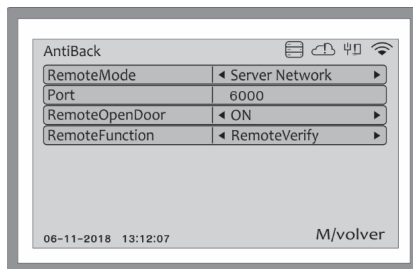 AntiBack
RemoteMode ◄ Server Network ►
Port 6000
RemoteOpenDoor ◄ ON ►
RemoteFunction ◄ RemoteVerify ►
06-11-2018 13:12:07 M/volver